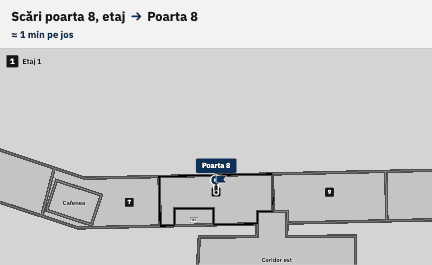 Scări poarta 8, etaj → Poarta 8
≈ 1 min pe jos
1 Etaj 1
Poarta 8
7
9
Cafenea
Coridor est